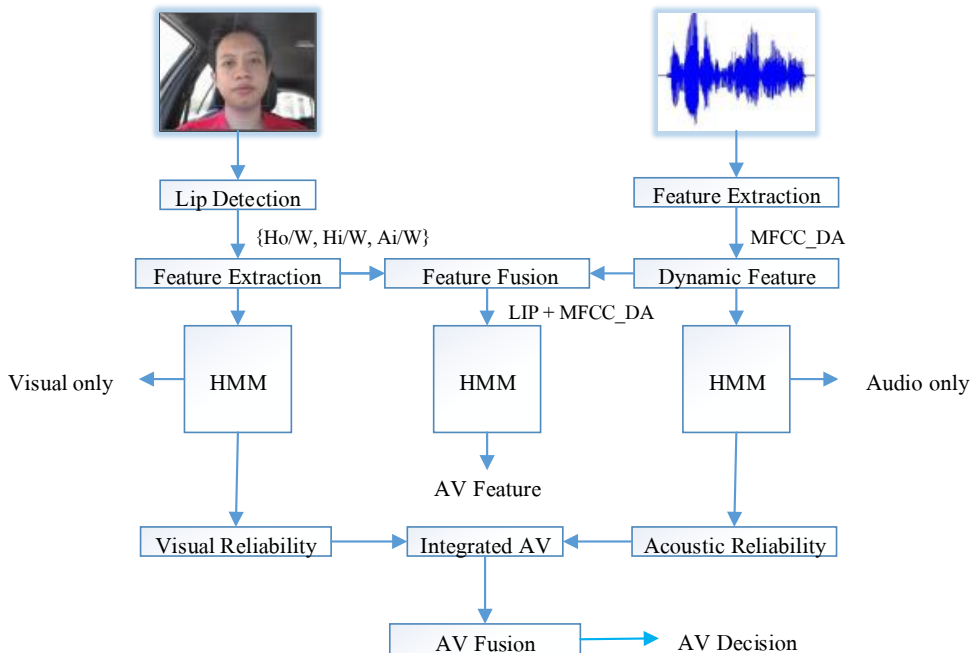 Lip Detection
Feature Extraction
{Ho/W, Hi/W, Ai/W}
MFCC_DA
Feature Extraction
Feature Fusion
Dynamic Feature
LIP + MFCC_DA
Visual only
HMM
HMM
HMM
Audio only
AV Feature
Visual Reliability
Integrated AV
Acoustic Reliability
AV Fusion
AV Decision